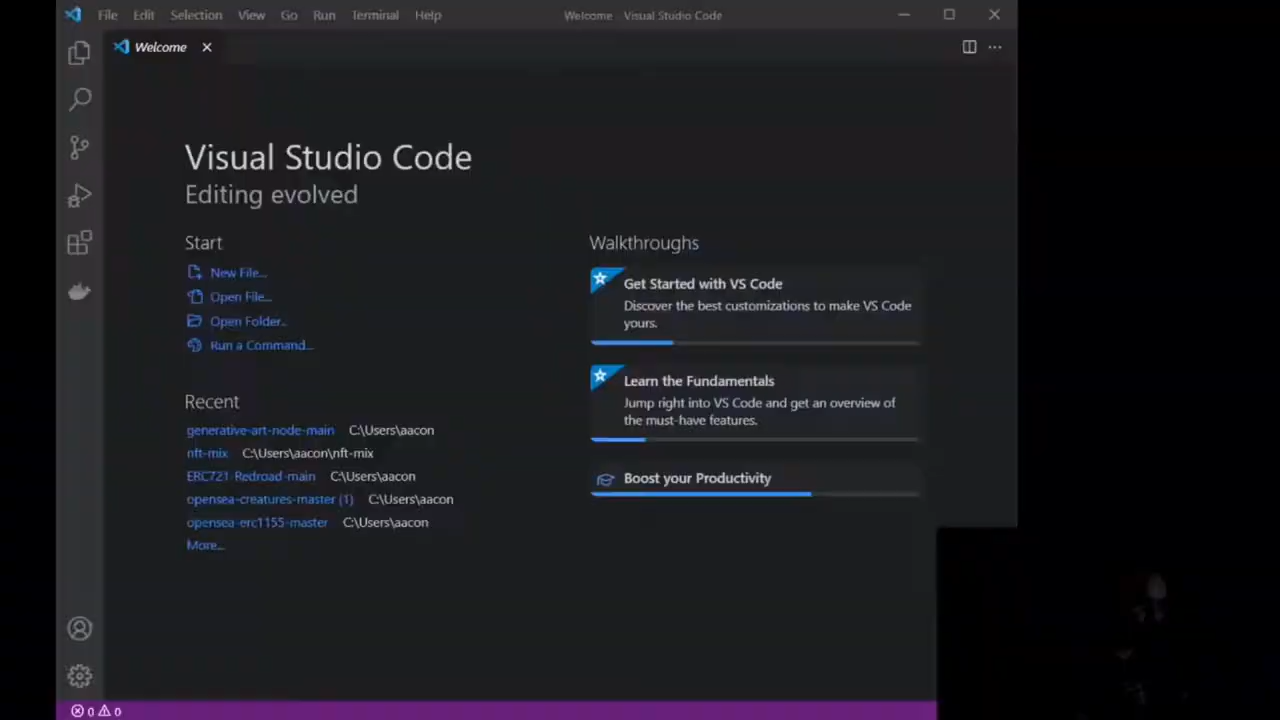 File Edit Selection View Go Run Terminal Help Welcome - Visual Studio Code
Welcome
Visual Studio Code
Editing evolved
Start
New File...
Open File...
Open Folder...
Run a Command...
Recent
generative-art-node-main C:\Users\aacon
nft-mix C:\Users\aacon\nft-mix
ERC721-Redroad-main C:\Users\aacon
opensea-creatures-master (1) C:\Users\aacon
opensea-erc1155-master C:\Users\aacon
More...
Walkthroughs
Get Started with VS Code
Discover the best customizations to make VS Code
yours.
Learn the Fundamentals
Jump right into VS Code and get an overview of
the must-have features.
Boost your Productivity
0 0